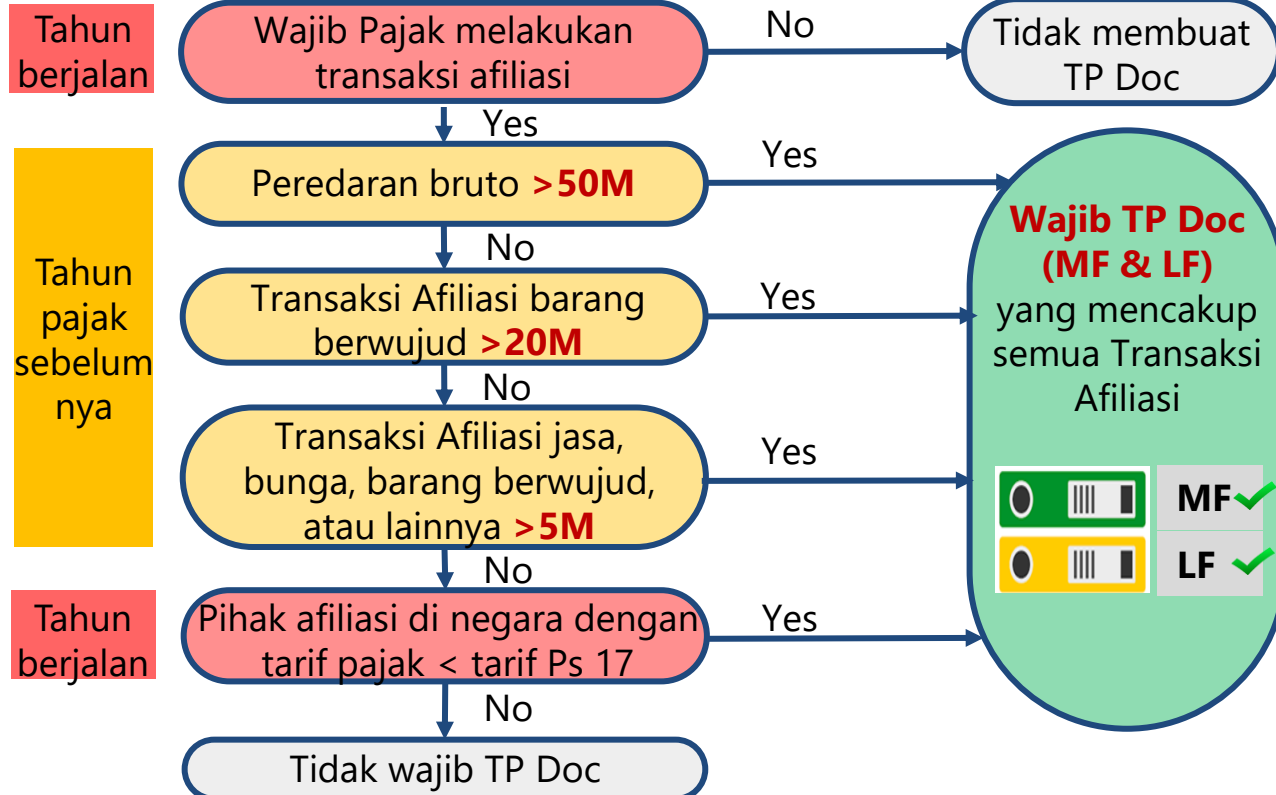 Tahun
berjalan
Wajib Pajak melakukan
transaksi afiliasi
No
Tidak membuat
TP Doc
Yes
Tahun
pajak
sebelum
nya
Peredaran bruto >50M
Yes
No
Transaksi Afiliasi barang
berwujud >20M
Yes
No
Transaksi Afiliasi jasa,
bunga, barang berwujud,
atau lainnya >5M
Yes
No
Wajib TP Doc
(MF & LF)
yang mencakup
semua Transaksi
Afiliasi
MF
LF
Tahun
berjalan
Pihak afiliasi di negara dengan
tarif pajak < tarif Ps 17
Yes
No
Tidak wajib TP Doc